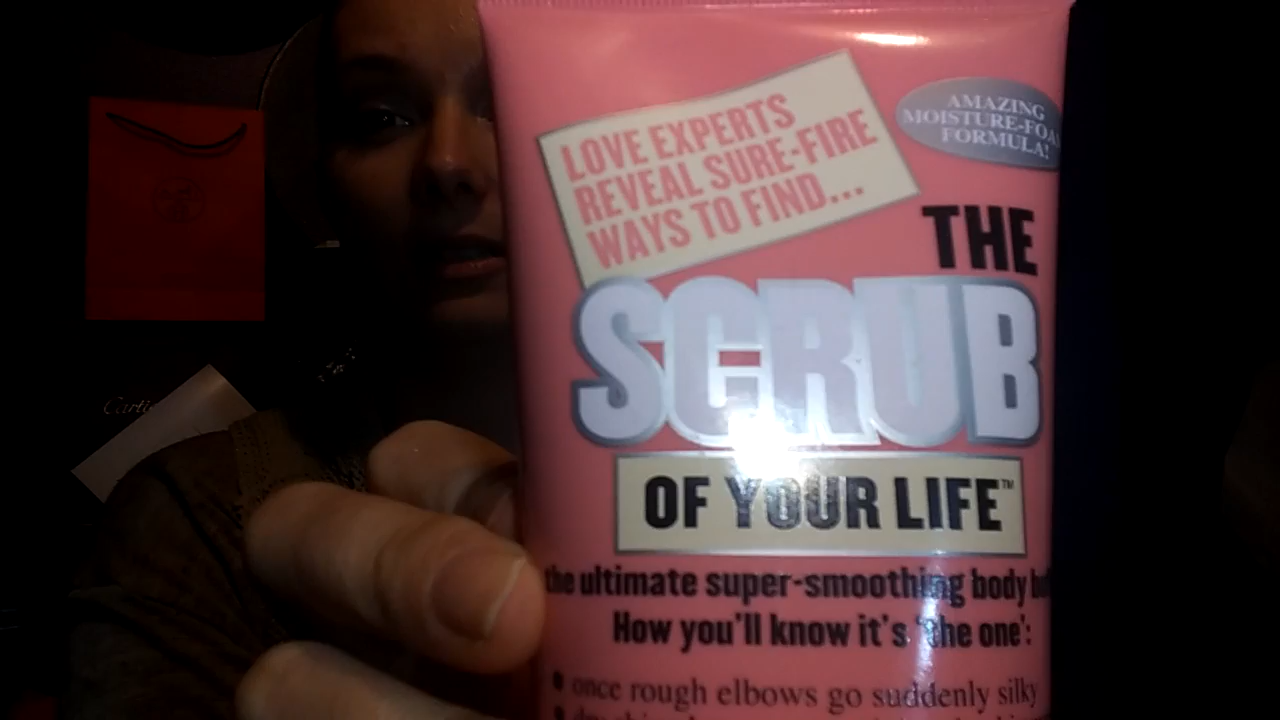 LOVE EXPERTS
REVEAL SURE-FIRE
WAYS TO FIND...
AMAZING
MOISTURE-FOA
FORMULA!
THE
SCRUB
OF YOUR LIFE™
the ultimate super-smoothing body
How you'll know it's 'the one':
• once rough elbows go suddenly silky
Cartie